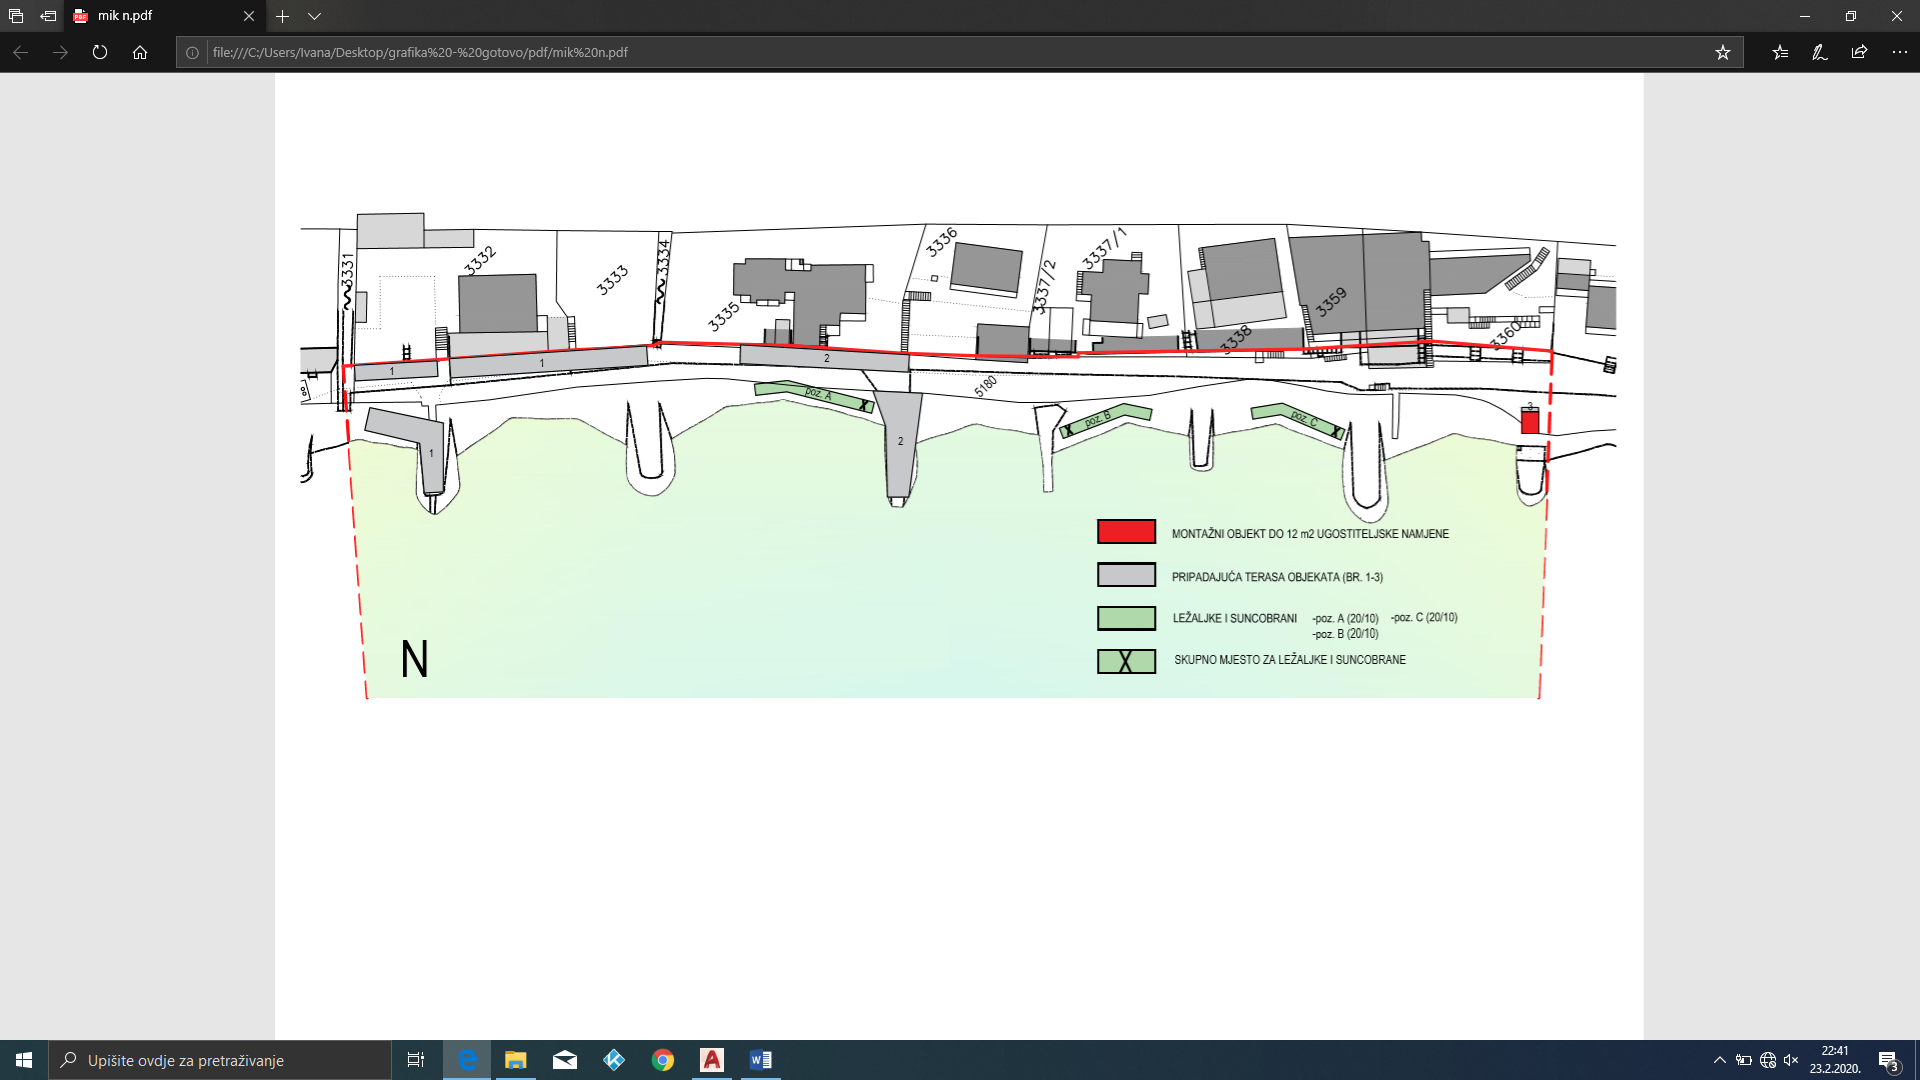 mik n.pdf
file:///C:/Users/Ivana/Desktop/grafika%20-%20gotovo/pdf/mik%20n.pdf
3331
3332
3333
3334
3335
3336
3337/2
3337/1
3338
3359
3360
1
1
2
poz. A
X
5180
poz. B
X
poz. C
X
3
1
2
MONTAŽNI OBJEKT DO 12 m2 UGOSTITELJSKE NAMJENE
PRIPADAJUĆA TERASA OBJEKATA (BR. 1-3)
LEŽALJKE I SUNCOBRANI -poz. A (20/10) -poz. C (20/10)
-poz. B (20/10)
X SKUPNO MJESTO ZA LEŽALJKE I SUNCOBRANE
N
Upišite ovdje za pretraživanje
22:41
23.2.2020.
3